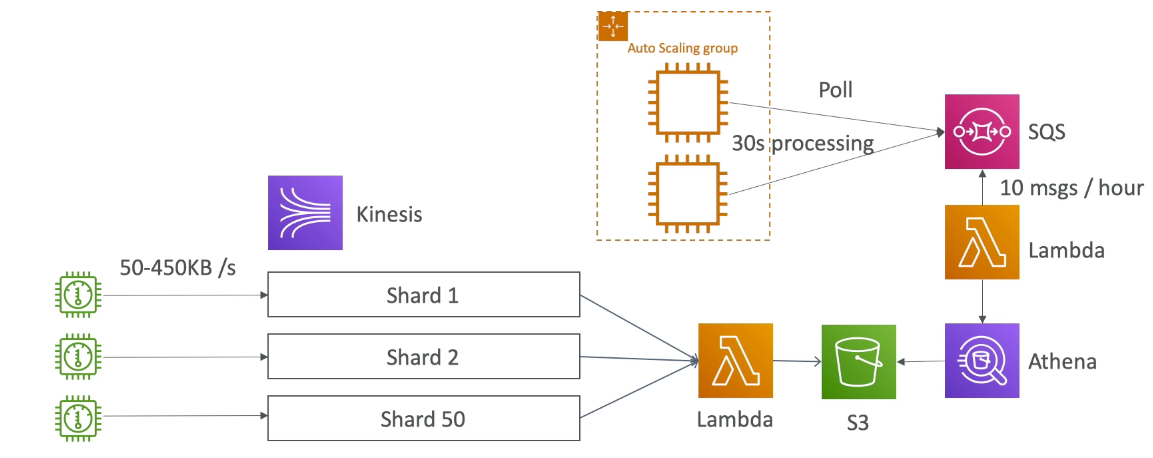 Auto Scaling group
Poll
SQS
30s processing
10 msgs / hour
Kinesis
Lambda
50-450KB /s
Shard 1
Shard 2
Athena
Shard 50
Lambda
S3